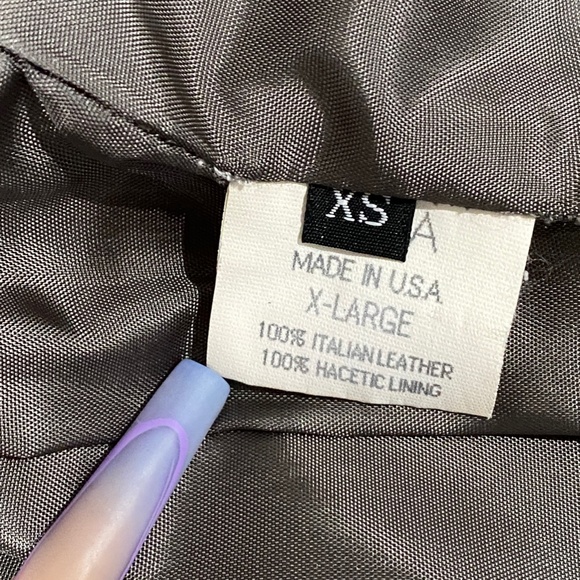 XS
A
MADE IN U.S.A.
X-LARGE
100% ITALIAN LEATHER
100% HACETIC LINING